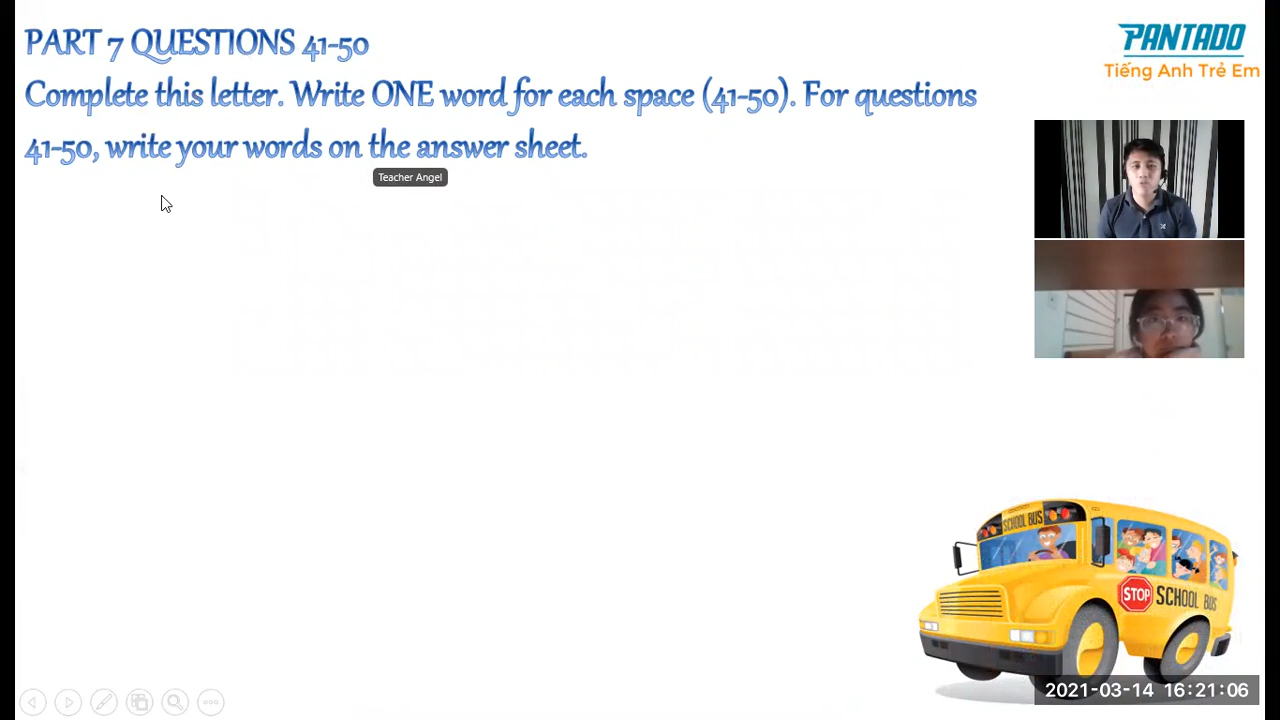 PART 7 QUESTIONS 41-50
Complete this letter. Write ONE word for each space (41-50). For questions
41-50, write your words on the answer sheet.
PANTADO
Tiếng Anh Trẻ Em
Teacher Angel
SCHOOL BUS
STOP
SCHOOL BUS
2021-03-14 16:21:06